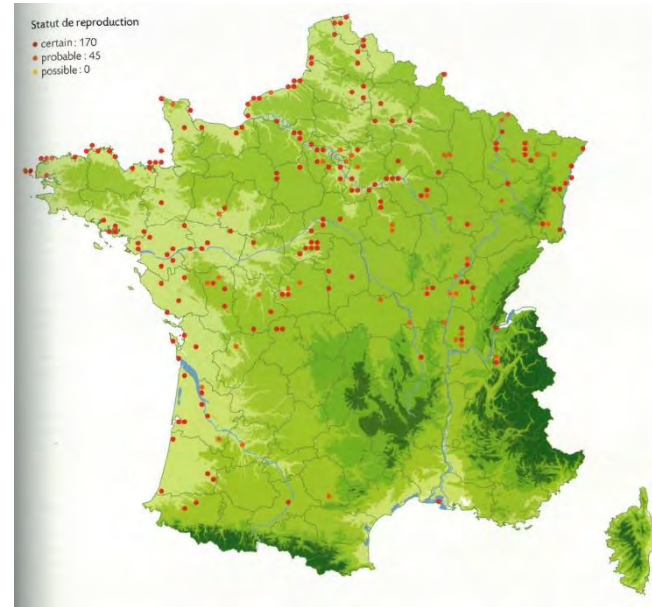 Statut de reproduction
certain : 170
probable : 45
possible : 0